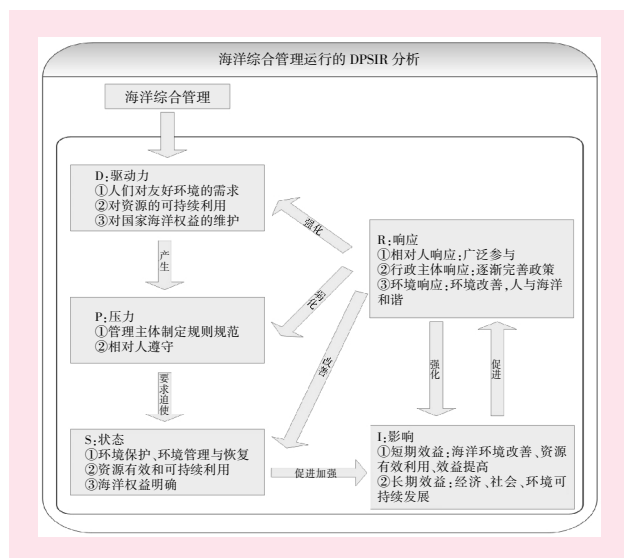 海洋综合管理运行的 DPSIR 分析
海洋综合管理
D:驱动力
①人们对友好环境的需求
②对资源的可持续利用
③对国家海洋权益的维护
产生
P:压力
①管理主体制定规则规范
②相对人遵守
要求迫使
S:状态
①环境保护、环境管理与恢复
②资源有效和可持续利用
③海洋权益明确
促进加强
强化
弱化
改善
R:响应
①相对人响应:广泛参与
②行政主体响应:逐渐完善政策
③环境响应:环境改善,人与海洋
和谐
强化
促进
I:影响
①短期效益:海洋环境改善、资源
有效利用、效益提高
②长期效益:经济、社会、环境可
持续发展